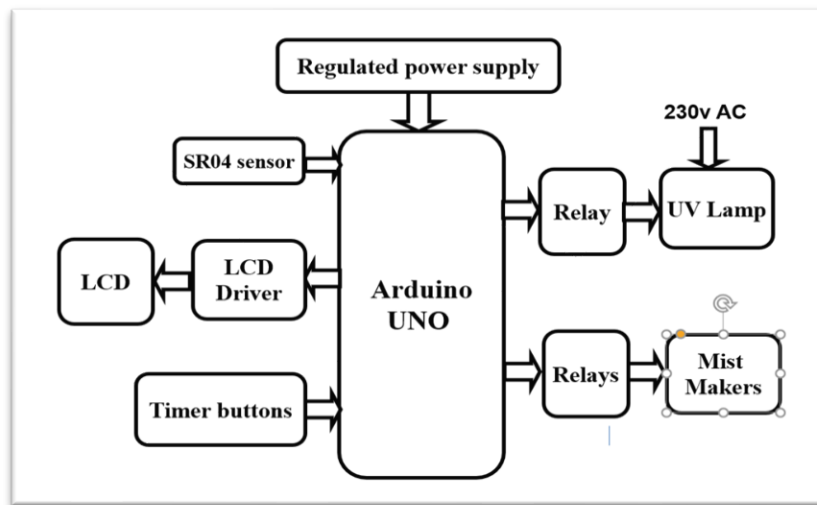 Regulated power supply
230v AC
SR04 sensor
Relay
UV Lamp
LCD
LCD
Driver
Arduino
UNO
Timer buttons
Relays
Mist
Makers